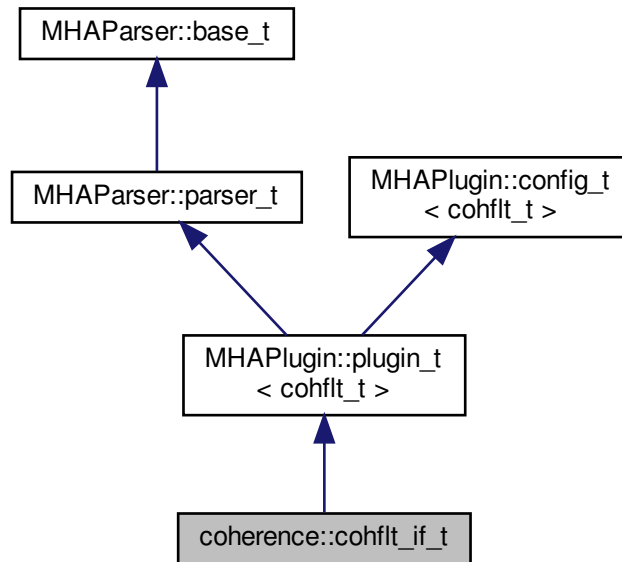 MHAParser::base_t
MHAParser::parser_t
MHAPlugin::config_t
< cohflt_t >
MHAPlugin::plugin_t
< cohflt_t >
coherence::cohflt_if_t